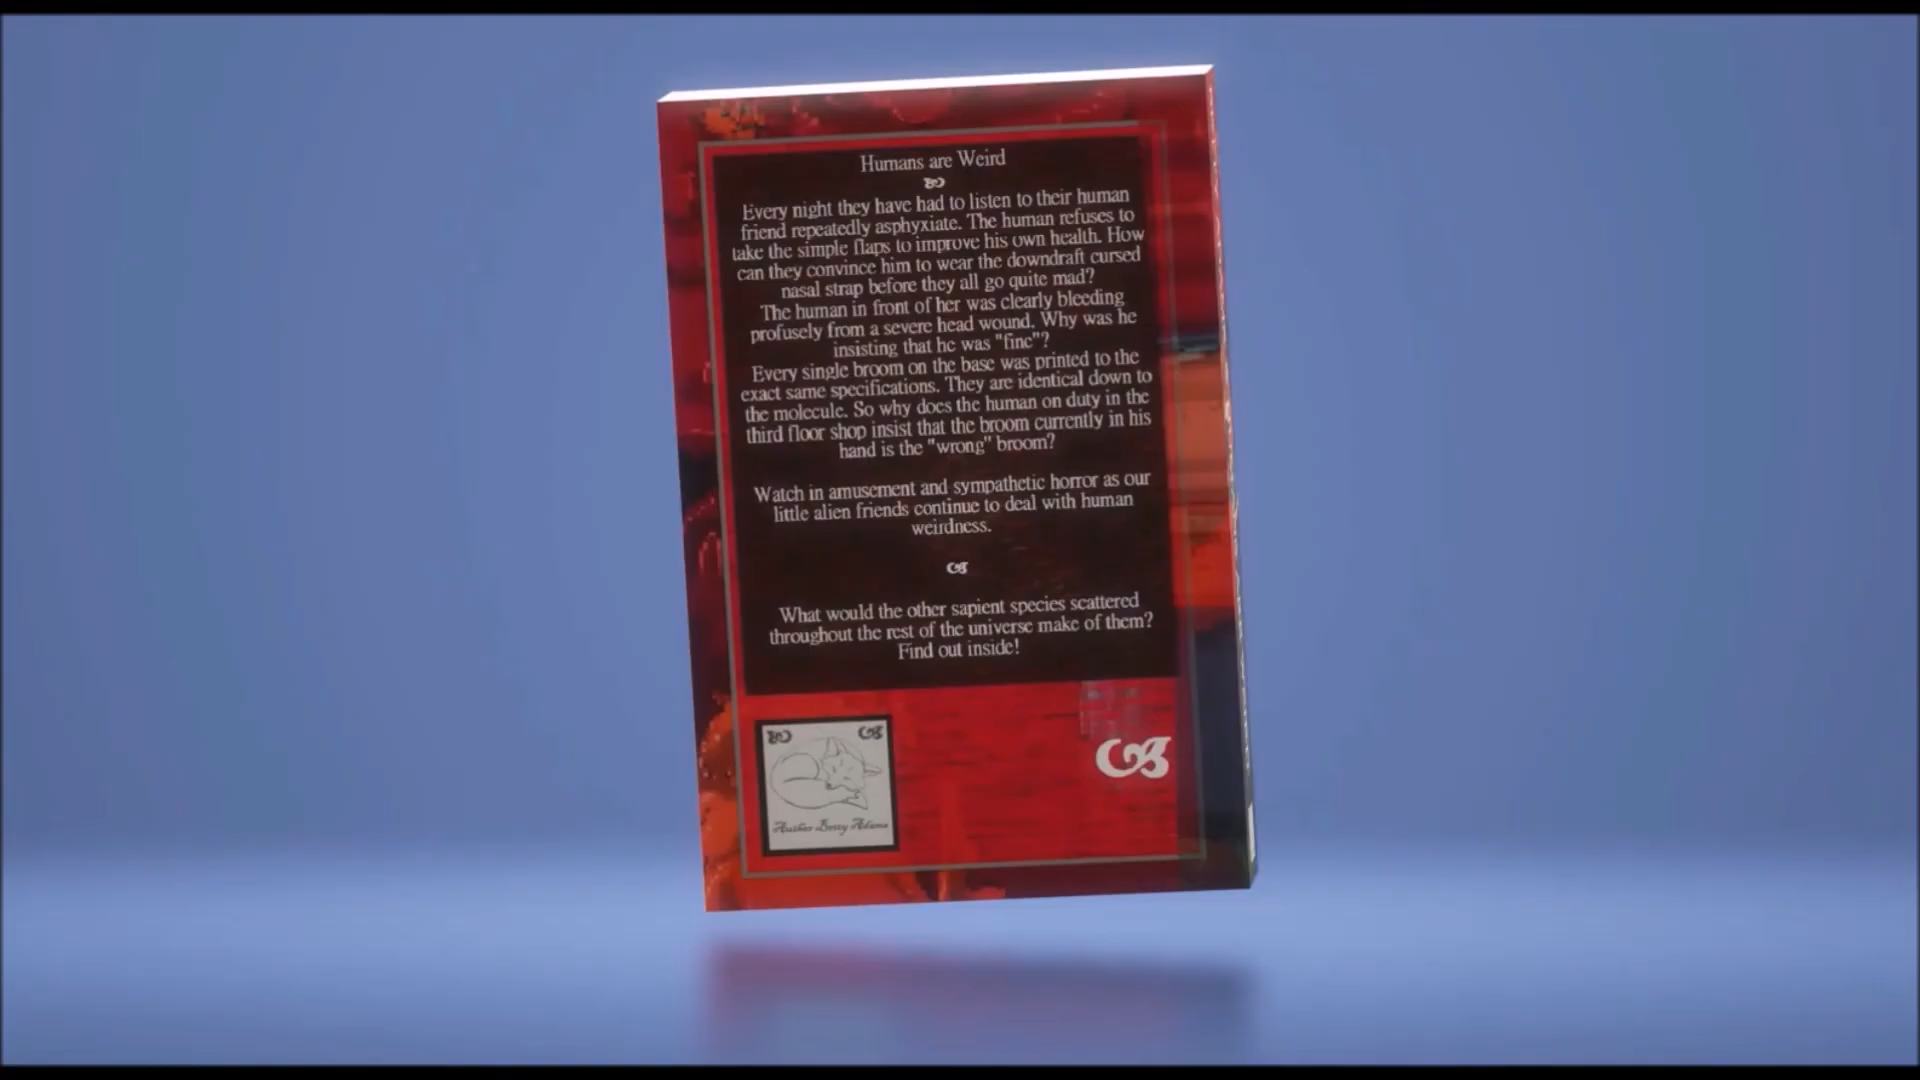 Humans are Weird
Every night they have had to listen to their human
friend repeatedly asphyxiate. The human refuses to
take the simple flaps to improve his own health. How
can they convince him to wear the downdraft cursed
nasal strap before they all go quite mad?
The human in front of her was clearly bleeding
profusely from a severe head wound. Why was he
insisting that he was "fine"?
Every single broom on the base was printed to the
exact same specifications. They are identical down to
the molecule. So why does the human on duty in the
third floor shop insist that the broom currently in his
hand is the "wrong" broom?
Watch in amusement and sympathetic horror as our
little alien friends continue to deal with human
weirdness.
What would the other sapient species scattered
throughout the rest of the universe make of them?
Find out inside!
Author Betty Adams